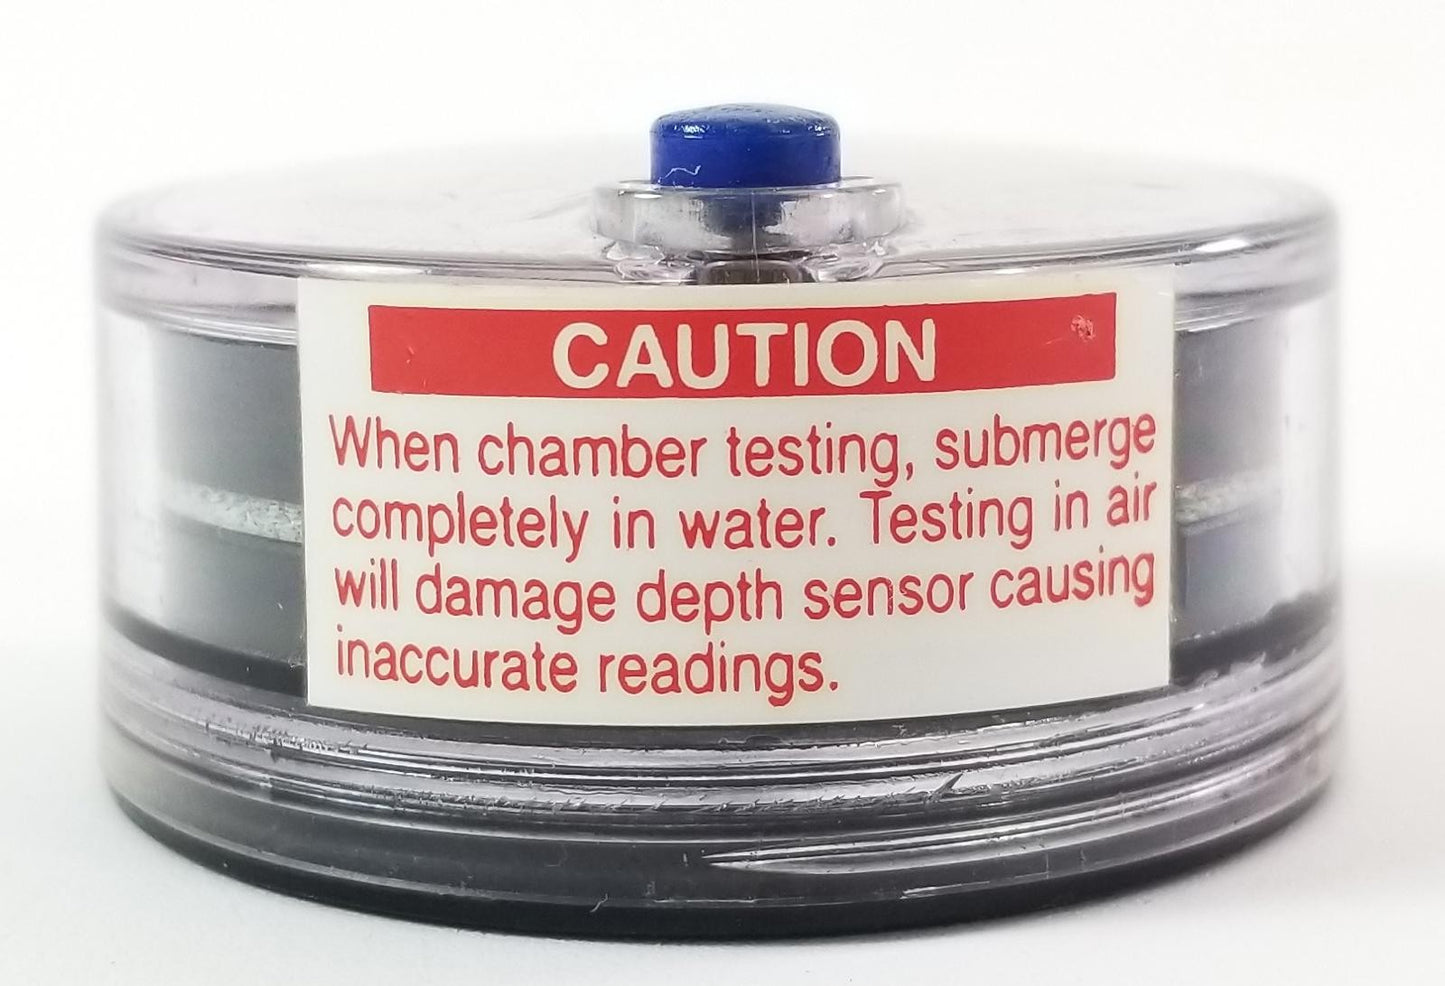 CAUTION
When chamber testing, submerge
completely in water. Testing in air
will damage depth sensor causing
inaccurate readings.